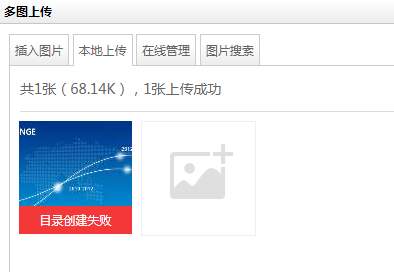 多图上传
插入图片 本地上传 在线管理 图片搜索
共1张（68.14K），1张上传成功
NGE
2012
2010-2012
目录创建失败